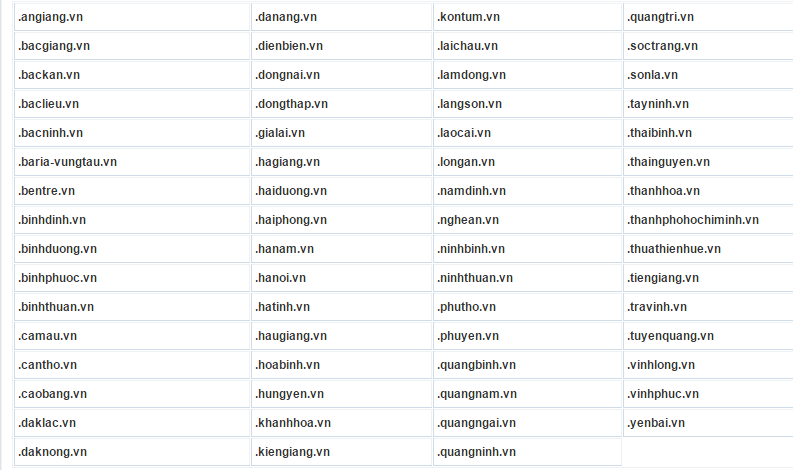 .angiang.vn .danang.vn .kontum.vn .quangtri.vn
.bacgiang.vn .dienbien.vn .laichau.vn .soctrang.vn
.backan.vn .dongnai.vn .lamdong.vn .sonla.vn
.baclieu.vn .dongthap.vn .langson.vn .tayninh.vn
.bacninh.vn .gialai.vn .laocai.vn .thaibinh.vn
.baria-vungtau.vn .hagiang.vn .longan.vn .thainguyen.vn
.bentre.vn .haiduong.vn .namdinh.vn .thanhhoa.vn
.binhdinh.vn .haiphong.vn .nghean.vn .thanhphohochiminh.vn
.binhduong.vn .hanam.vn .ninhbinh.vn .thuathienhue.vn
.binhphuoc.vn .hanoi.vn .ninhthuan.vn .tiengiang.vn
.binhthuan.vn .hatinh.vn .phutho.vn .travinh.vn
.camau.vn .haugiang.vn .phuyen.vn .tuyenquang.vn
.cantho.vn .hoabinh.vn .quangbinh.vn .vinhlong.vn
.caobang.vn .hungyen.vn .quangnam.vn .vinhphuc.vn
.daklac.vn .khanhhoa.vn .quangngai.vn .yenbai.vn
.daknong.vn .kiengiang.vn .quangninh.vn